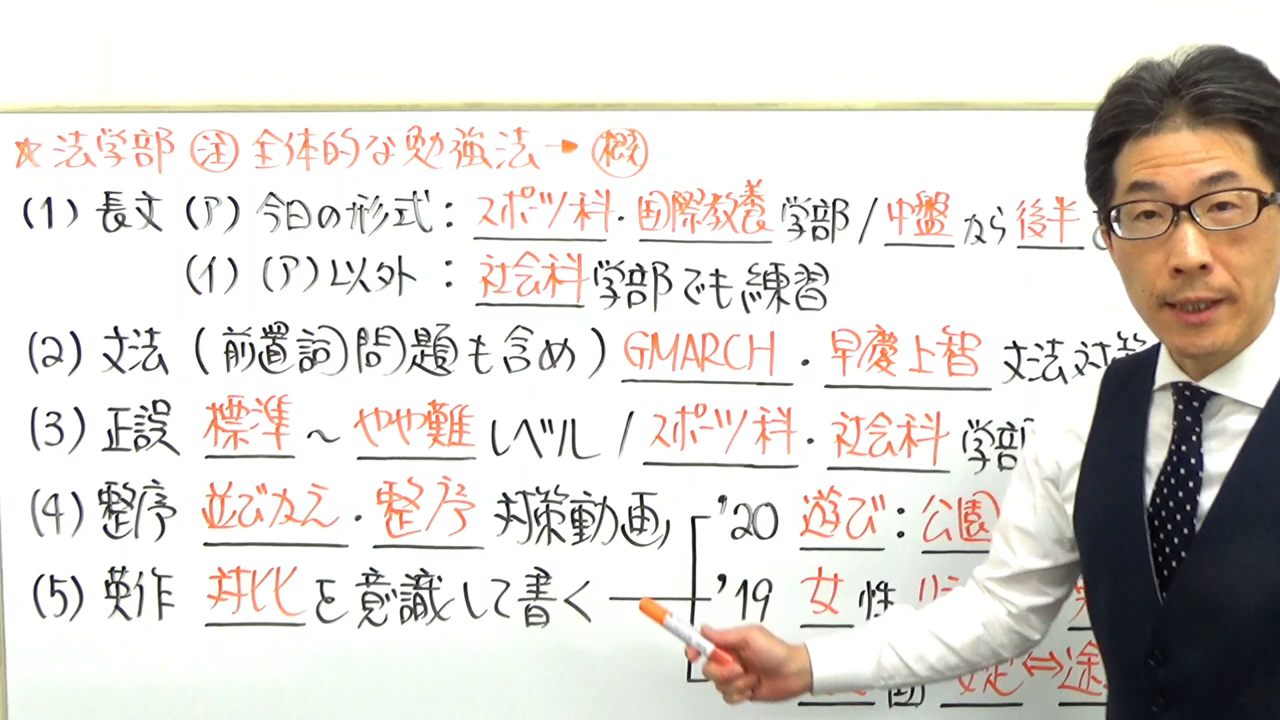 ★法学部 注 全体的な勉強法→概
(1)長文(ア)今日の形式:スポーツ科・国際教養学部/中盤なら後半
(イ)(ア)以外:社会科学部でも練習
(2)文法(前置詞問題も含め)GMARCH・早慶上智文法対策
(3)正誤 標準～やや難レベル/スポーツ科・社会科学部
(4)整序 並びかえ・整序対策動画
(5)英作 対比を意識して書く
'20 遊び:公園
'19 女性